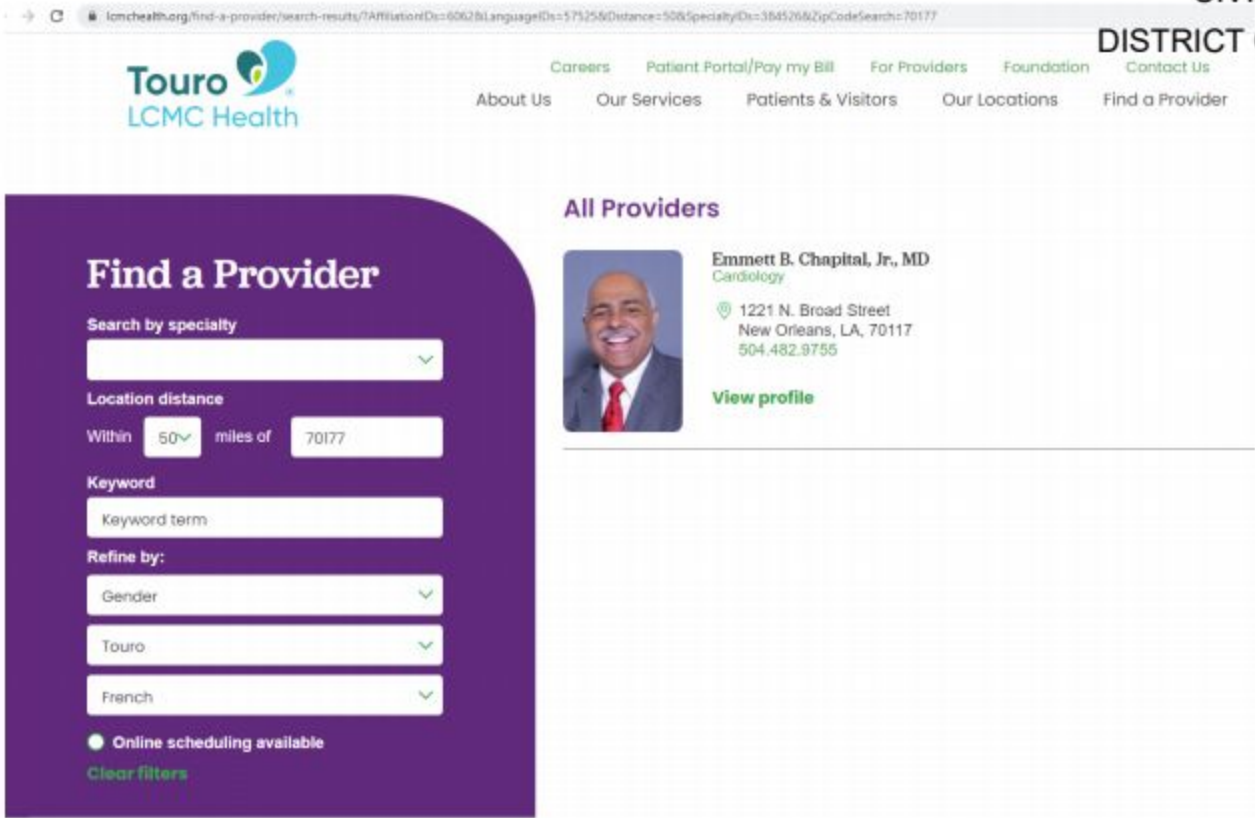 lcmchealth.org/find-a-provider/search-results/?AffiliationIDs=6062&LanguageIDs=57525&Distance=50&SpecialtyIDs=384526&ZipCodeSearch=70177
DISTRICT
Touro
LCMC Health
Careers Patient Portal/Pay my Bill For Providers Foundation Contact Us
About Us Our Services Patients & Visitors Our Locations Find a Provider
Find a Provider
Search by specialty
Location distance
Within 50 miles of 70177
Keyword
Keyword term
Refine by:
Gender
Touro
French
Online scheduling available
Clear filters
All Providers
Emmett B. Chapital, Jr., MD
Cardiology
1221 N. Broad Street
New Orleans, LA, 70117
504.482.9755
View profile